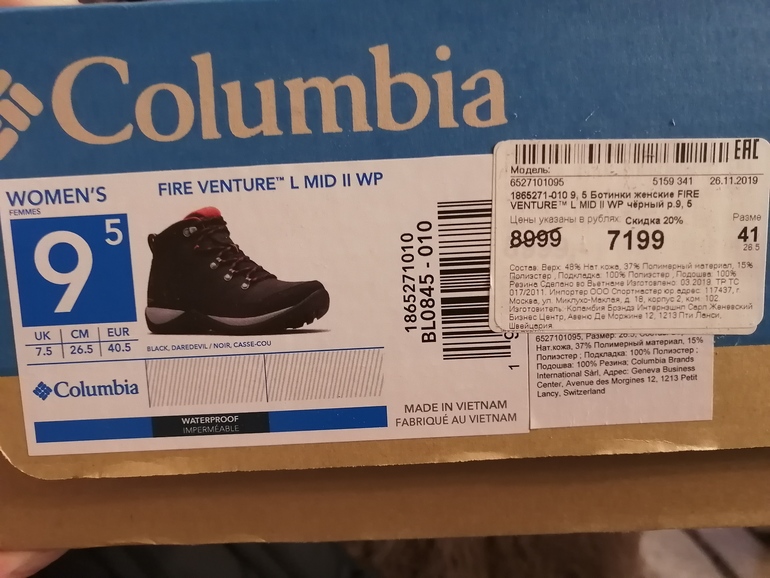 Columbia
WOMEN'S
FEMMES
FIRE VENTURE™ L MID II WP
9 5
UK CM EUR
7.5 26.5 40.5
BLACK, DAREDEVIL / NOIR, CASSE-COU
Columbia
WATERPROOF
IMPERMÉABLE
1865271010
BL0845 - 010
MADE IN VIETNAM
FABRIQUÉ AU VIETNAM
EAC
Модель:
6527101095 5159 341 26.11.2019
1865271-010 9, 5 Ботинки женские FIRE
VENTURE™ L MID II WP чёрный р.9, 5
Цены указаны в рублях Скидка 20%
8999 7199
Разме
41
26.5
Состав: Верх: 48% Нат.кожа, 37% Полимерный материал, 15%
Полиэстер ; Подкладка: 100% Полиэстер ; Подошва: 100%
Резина Сделано во Вьетнаме Изготовлено: 03.2019 ТР ТС
017/2011. Импортер ООО Спортмастер юр.адрес: 117437, г.
Москва, ул. Миклухо-Маклая, д. 18, корпус 2, ком. 102
Изготовитель: Коламбия Брэндз Интернэшнл Сарл Женевский
Бизнес Центр, Авеню Де Моржине 12, 1213 Пти Ланси,
Швейцария
6527101095, Размер: 26.5,
Нат.кожа, 37% Полимерный материал, 15%
Полиэстер ; Подкладка: 100% Полиэстер ;
Подошва: 100% Резина; Columbia Brands
International Sàrl, Адрес: Geneva Business
Center, Avenue des Morgines 12, 1213 Petit
Lancy, Switzerland